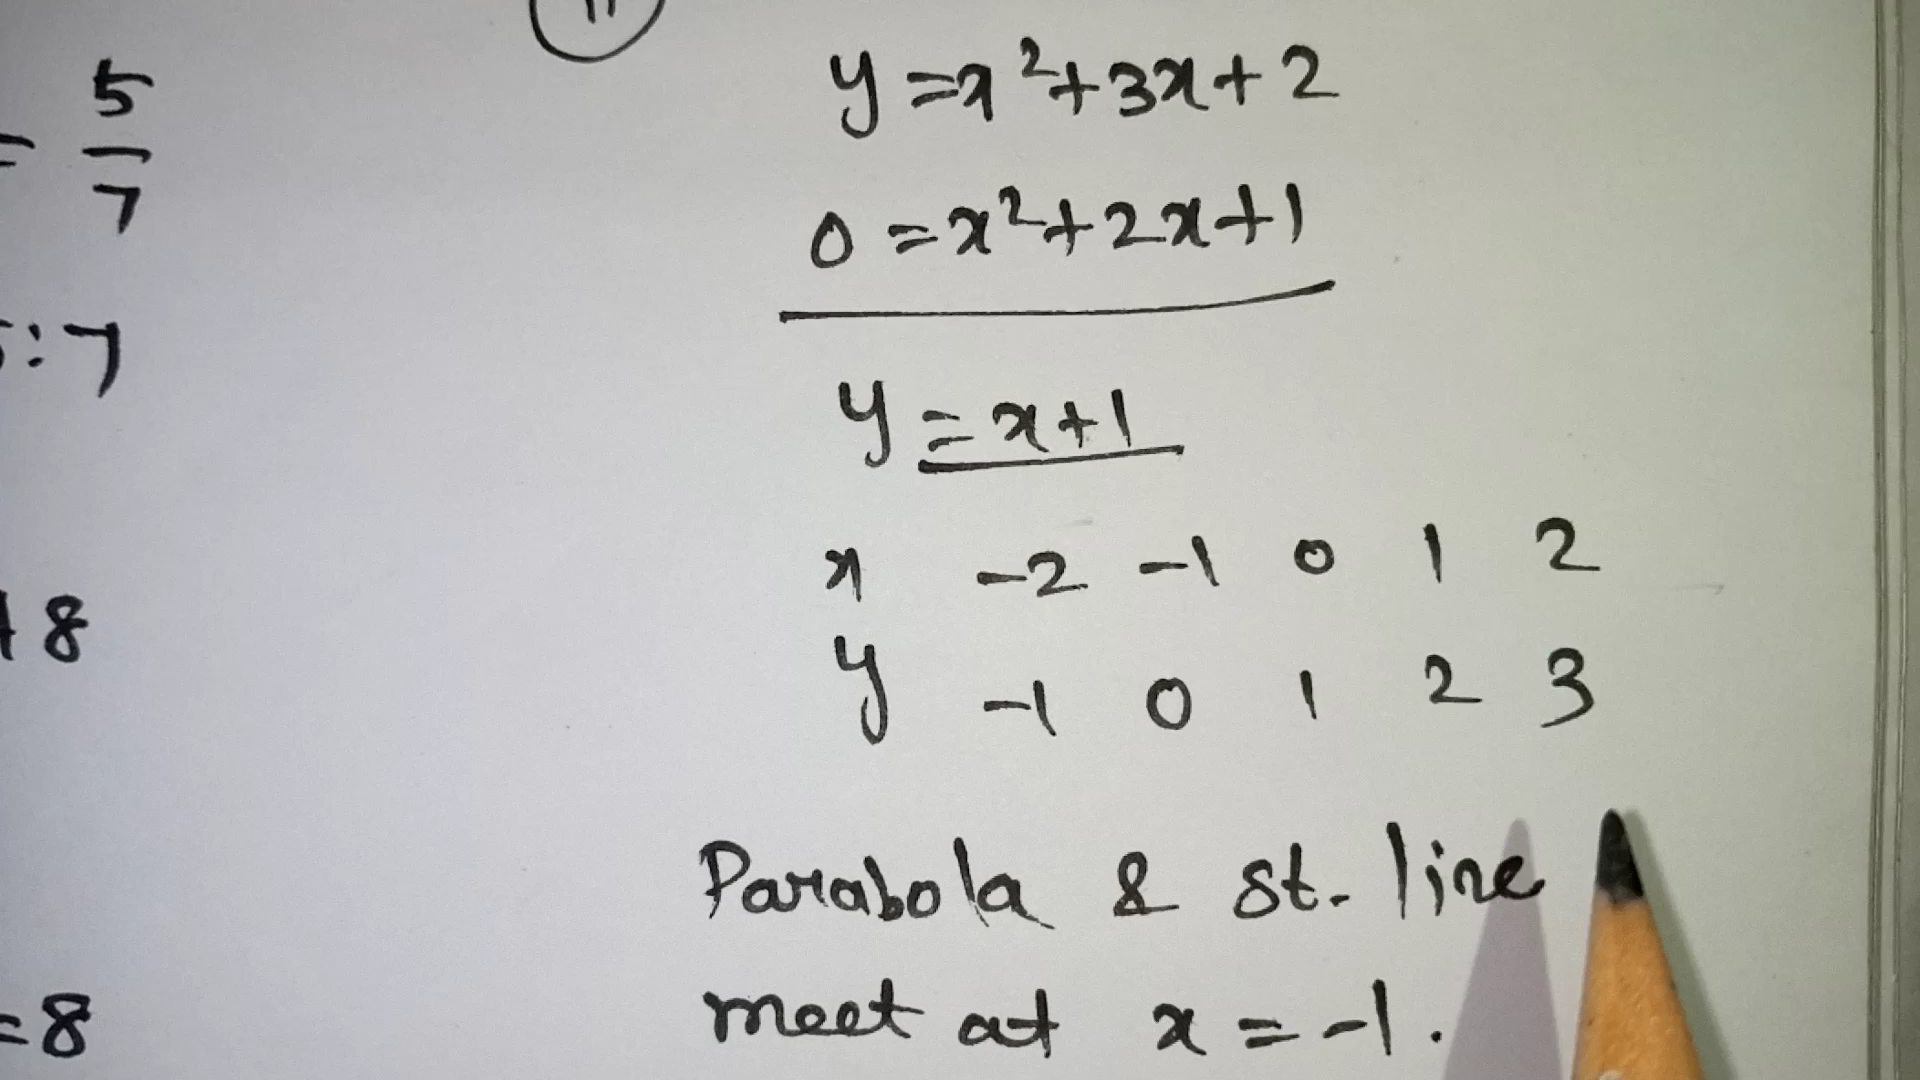 11
= 5/7
:7
y = x² + 3x + 2
0 = x² + 2x + 1
y = x + 1
x -2 -1 0 1 2
8
y -1 0 1 2 3
Parabola & st. line
meet at x = -1.
= 8